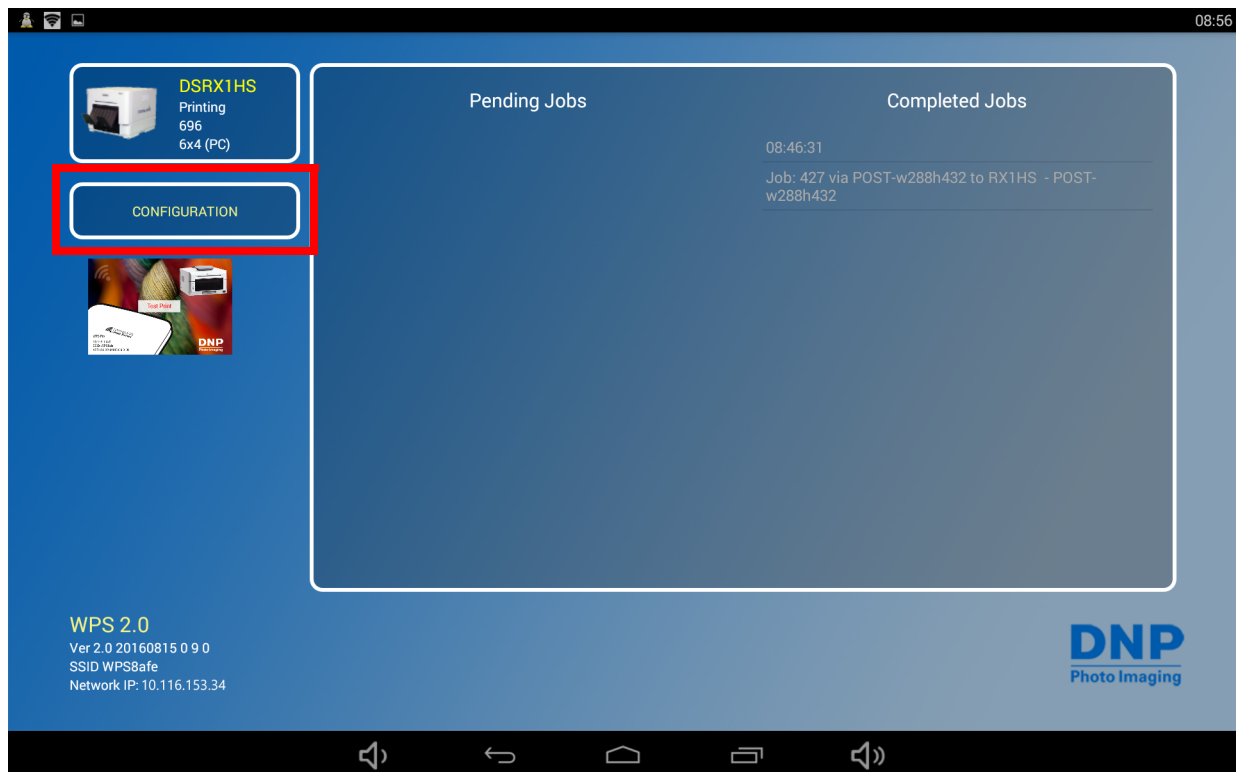 08:56
DSRX1HS
Printing
696
6x4 (PC)
CONFIGURATION
Test Print
DNP
Pending Jobs
Completed Jobs
08:46:31
Job: 427 via POST-w288h432 to RX1HS - POST-
w288h432
WPS 2.0
Ver 2.0 20160815 0 9 0
SSID WPS8afe
Network IP: 10.116.153.34
DNP
Photo Imaging